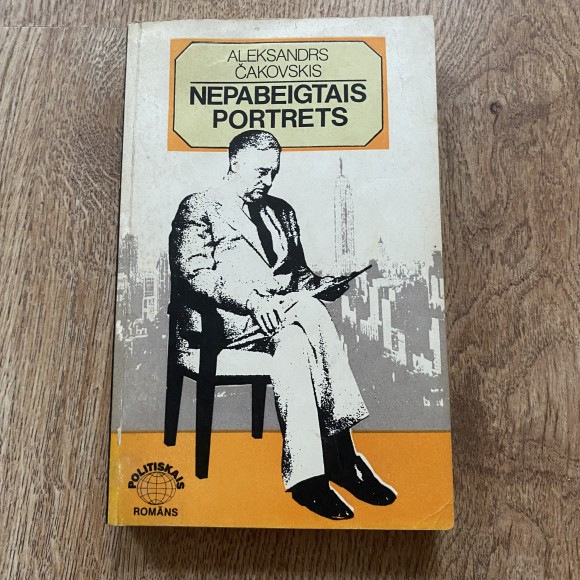 ALEKSANDRS
ČAKOVSKIS
NEPABEIGTAIS
PORTRETS
POLITISKAIS
ROMĀNS